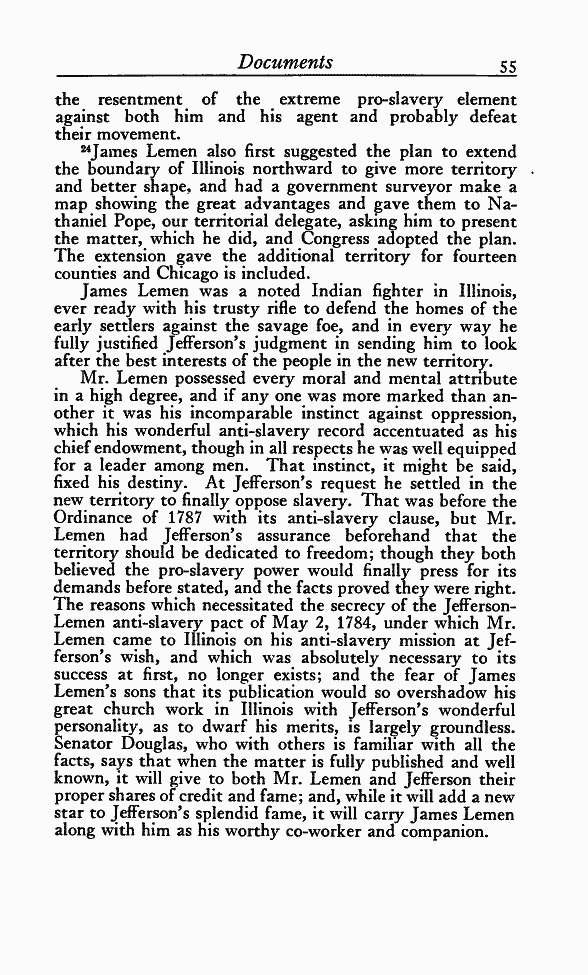 Documents 55
the resentment of the extreme pro-slavery element
against both him and his agent and probably defeat
their movement.
²⁴James Lemen also first suggested the plan to extend
the boundary of Illinois northward to give more territory
and better shape, and had a government surveyor make a
map showing the great advantages and gave them to Na-
thaniel Pope, our territorial delegate, asking him to present
the matter, which he did, and Congress adopted the plan.
The extension gave the additional territory for fourteen
counties and Chicago is included.
James Lemen was a noted Indian fighter in Illinois,
ever ready with his trusty rifle to defend the homes of the
early settlers against the savage foe, and in every way he
fully justified Jefferson's judgment in sending him to look
after the best interests of the people in the new territory.
Mr. Lemen possessed every moral and mental attribute
in a high degree, and if any one was more marked than an-
other it was his incomparable instinct against oppression,
which his wonderful anti-slavery record accentuated as his
chief endowment, though in all respects he was well equipped
for a leader among men. That instinct, it might be said,
fixed his destiny. At Jefferson's request he settled in the
new territory to finally oppose slavery. That was before the
Ordinance of 1787 with its anti-slavery clause, but Mr.
Lemen had Jefferson's assurance beforehand that the
territory should be dedicated to freedom; though they both
believed the pro-slavery power would finally press for its
demands before stated, and the facts proved they were right.
The reasons which necessitated the secrecy of the Jefferson-
Lemen anti-slavery pact of May 2, 1784, under which Mr.
Lemen came to Illinois on his anti-slavery mission at Jef-
ferson's wish, and which was absolutely necessary to its
success at first, no longer exists; and the fear of James
Lemen's sons that its publication would so overshadow his
great church work in Illinois with Jefferson's wonderful
personality, as to dwarf his merits, is largely groundless.
Senator Douglas, who with others is familiar with all the
facts, says that when the matter is fully published and well
known, it will give to both Mr. Lemen and Jefferson their
proper shares of credit and fame; and, while it will add a new
star to Jefferson's splendid fame, it will carry James Lemen
along with him as his worthy co-worker and companion.